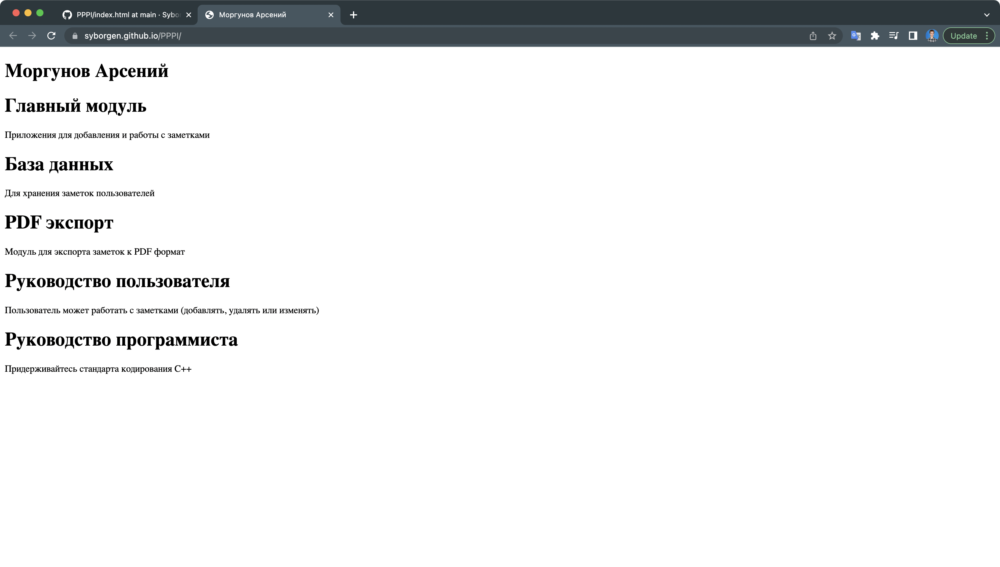 PPPI/index.html at main · Sybo
Моргунов Арсений
syborgen.github.io/PPPI/
Update
Моргунов Арсений
Главный модуль
Приложения для добавления и работы с заметками
База данных
Для хранения заметок пользователей
PDF экспорт
Модуль для экспорта заметок к PDF формат
Руководство пользователя
Пользователь может работать с заметками (добавлять, удалять или изменять)
Руководство программиста
Придерживайтесь стандарта кодирования C++